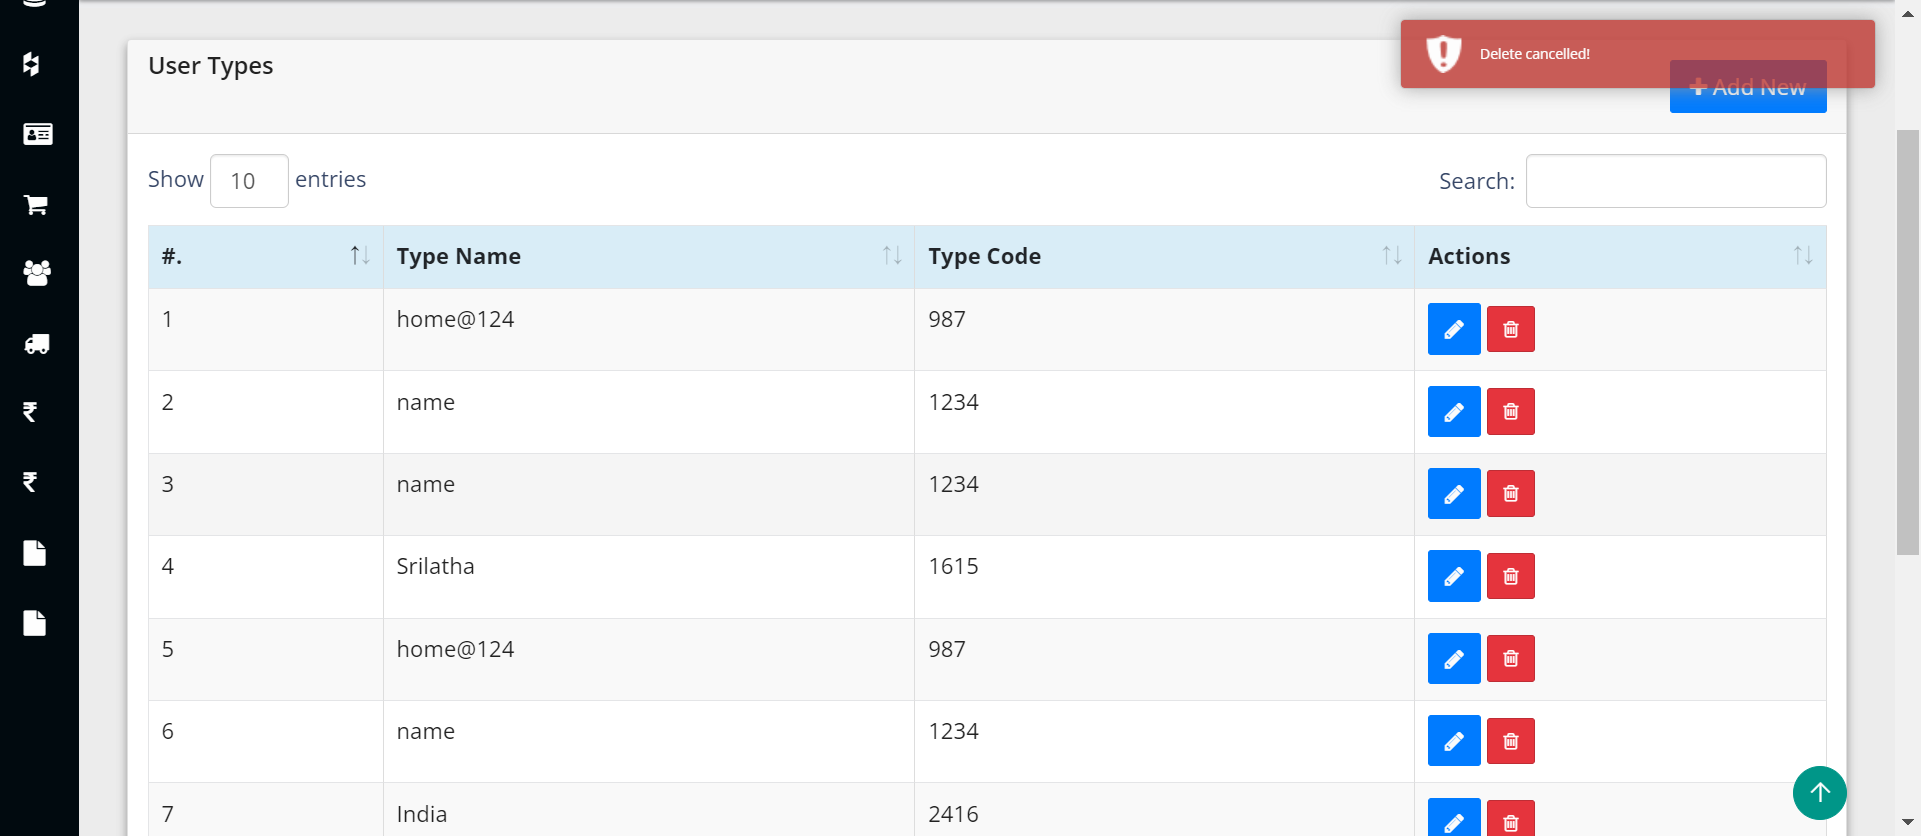 Delete cancelled!
User Types
Add New
Show 10 entries
Search:
#. Type Name Type Code Actions
1 home@124 987
2 name 1234
3 name 1234
4 Srilatha 1615
5 home@124 987
6 name 1234
7 India 2416